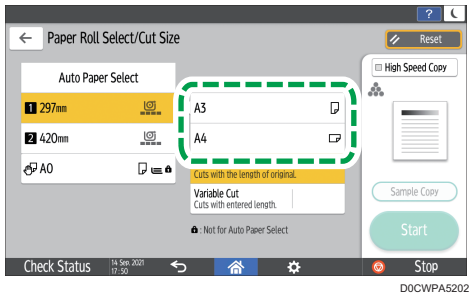 ?
Paper Roll Select/Cut Size
Reset
Auto Paper Select
High Speed Copy
1 297mm
A3
2 420mm
A4
A0
Cuts with the length of original.
Variable Cut
Cuts with entered length.
Sample Copy
: Not for Auto Paper Select
Start
Check Status
14 Sep. 2021
17:50
Stop
D0CWPA5202